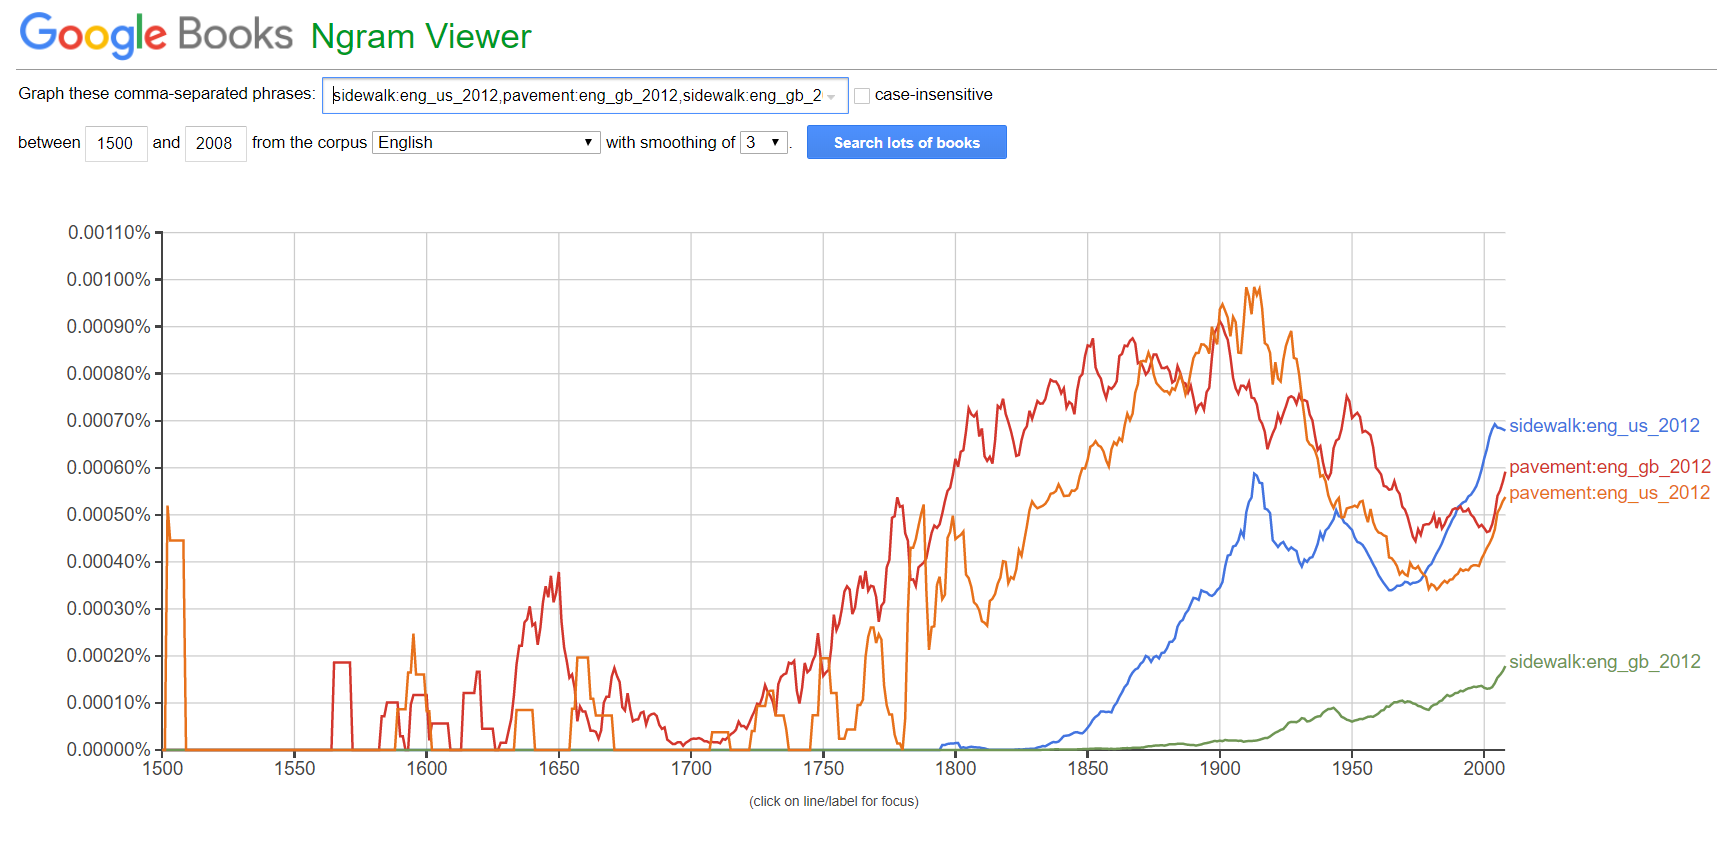 Google Books Ngram Viewer
Graph these comma-separated phrases: sidewalk:eng_us_2012,pavement:eng_gb_2012,sidewalk:eng_gb_2 case-insensitive
between 1500 and 2008 from the corpus English with smoothing of 3 . Search lots of books
0.00110%
0.00100%
0.00090%
0.00080%
0.00070%
sidewalk:eng_us_2012
0.00060%
pavement:eng_gb_2012
pavement:eng_us_2012
0.00050%
0.00040%
0.00030%
0.00020%
sidewalk:eng_gb_2012
0.00010%
0.00000%
1500 1550 1600 1650 1700 1750 1800 1850 1900 1950 2000
(click on line/label for focus)